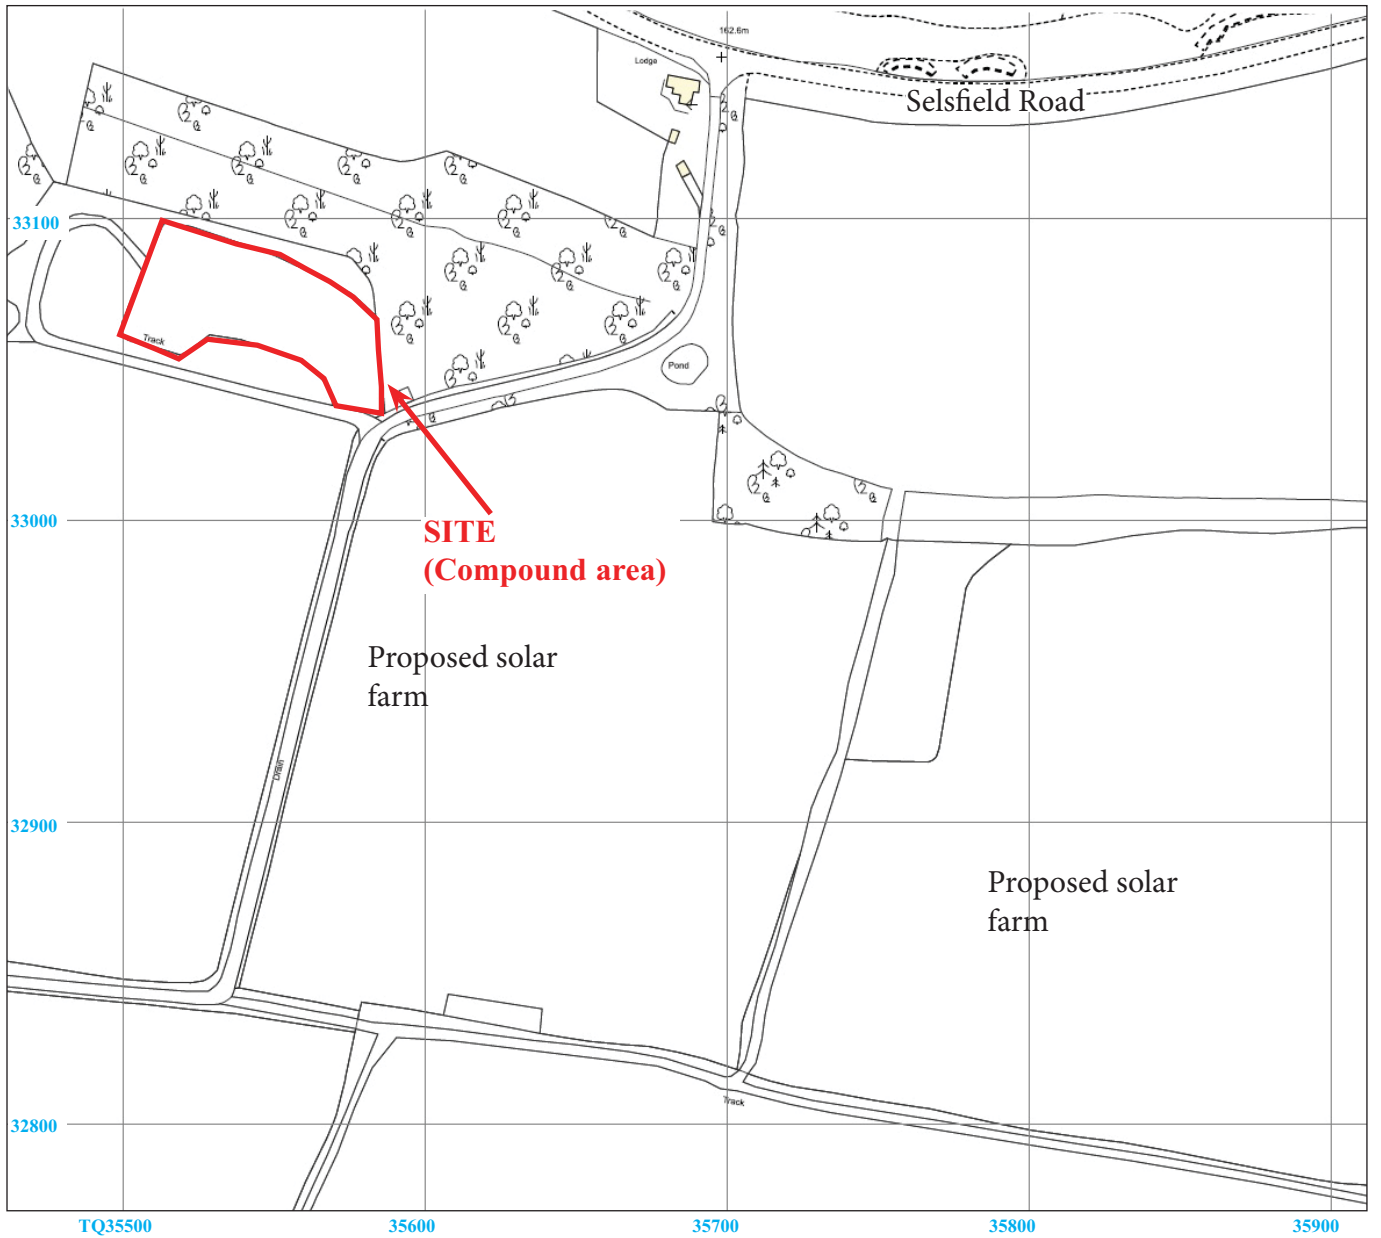 162.6m
Lodge
Selsfield Road
33100
Track
Pond
33000
SITE
(Compound area)
Proposed solar
farm
Drain
32900
Proposed solar
farm
Track
32800
TQ35500
35600
35700
35800
35900